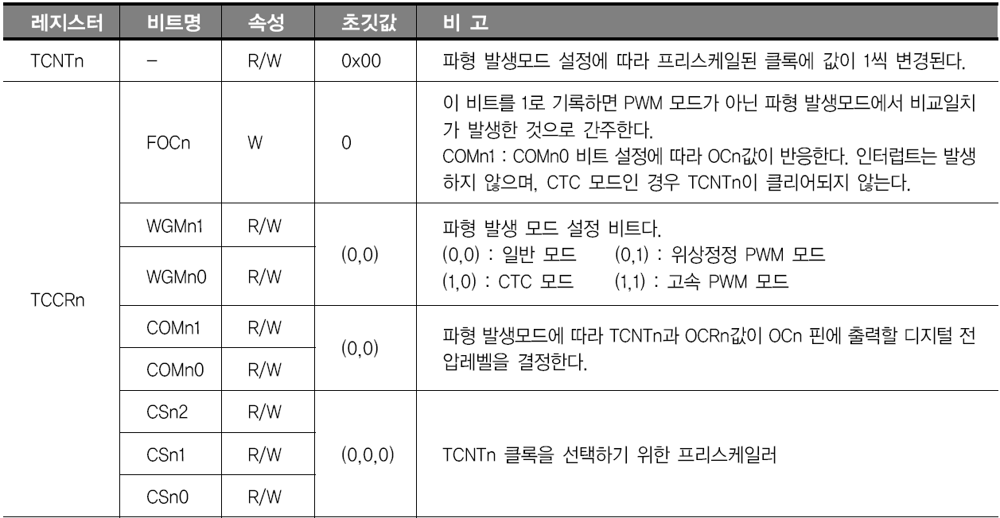 레지스터 비트명 속성 초깃값 비 고
TCNTn – R/W 0x00 파형 발생모드 설정에 따라 프리스케일된 클록에 값이 1씩 변경된다.
TCCRn
FOCn W 0
이 비트를 1로 기록하면 PWM 모드가 아닌 파형 발생모드에서 비교일치
가 발생한 것으로 간주한다.
COMn1 : COMn0 비트 설정에 따라 OCn값이 반응한다. 인터럽트는 발생
하지 않으며, CTC 모드인 경우 TCNTn이 클리어되지 않는다.
WGMn1 R/W
WGMn0 R/W
(0,0)
파형 발생 모드 설정 비트다.
(0,0) : 일반 모드 (0,1) : 위상정정 PWM 모드
(1,0) : CTC 모드 (1,1) : 고속 PWM 모드
COMn1 R/W
COMn0 R/W
(0,0)
파형 발생모드에 따라 TCNTn과 OCRn값이 OCn 핀에 출력할 디지털 전
압레벨을 결정한다.
CSn2 R/W
CSn1 R/W
CSn0 R/W
(0,0,0)
TCNTn 클록을 선택하기 위한 프리스케일러